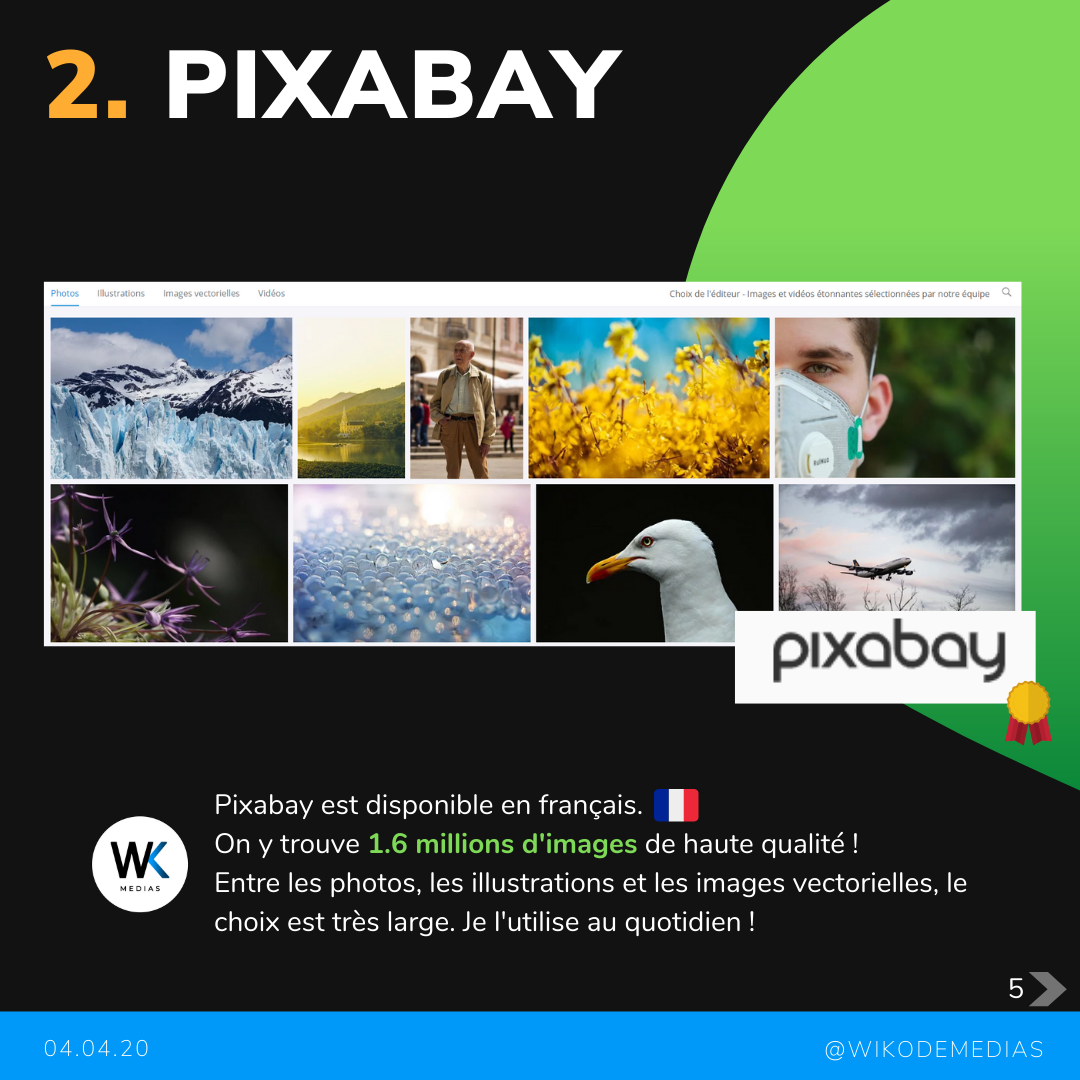 2. PIXABAY
Photos Illustrations Images vectorielles Vidéos Choix de l'éditeur - Images et vidéos étonnantes sélectionnées par notre équipe
pixabay
Pixabay est disponible en français.
On y trouve 1.6 millions d'images de haute qualité !
Entre les photos, les illustrations et les images vectorielles, le
choix est très large. Je l'utilise au quotidien !
WK
MEDIAS
5
04.04.20 @WIKODEMEDIAS